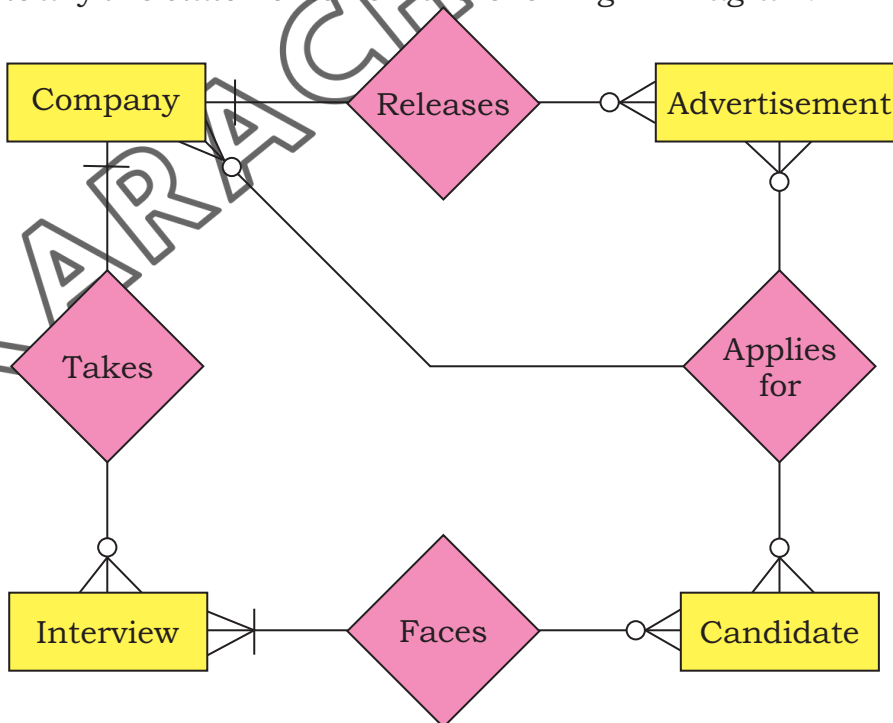 Company
Releases
Advertisement
Takes
Applies
for
Interview
Faces
Candidate